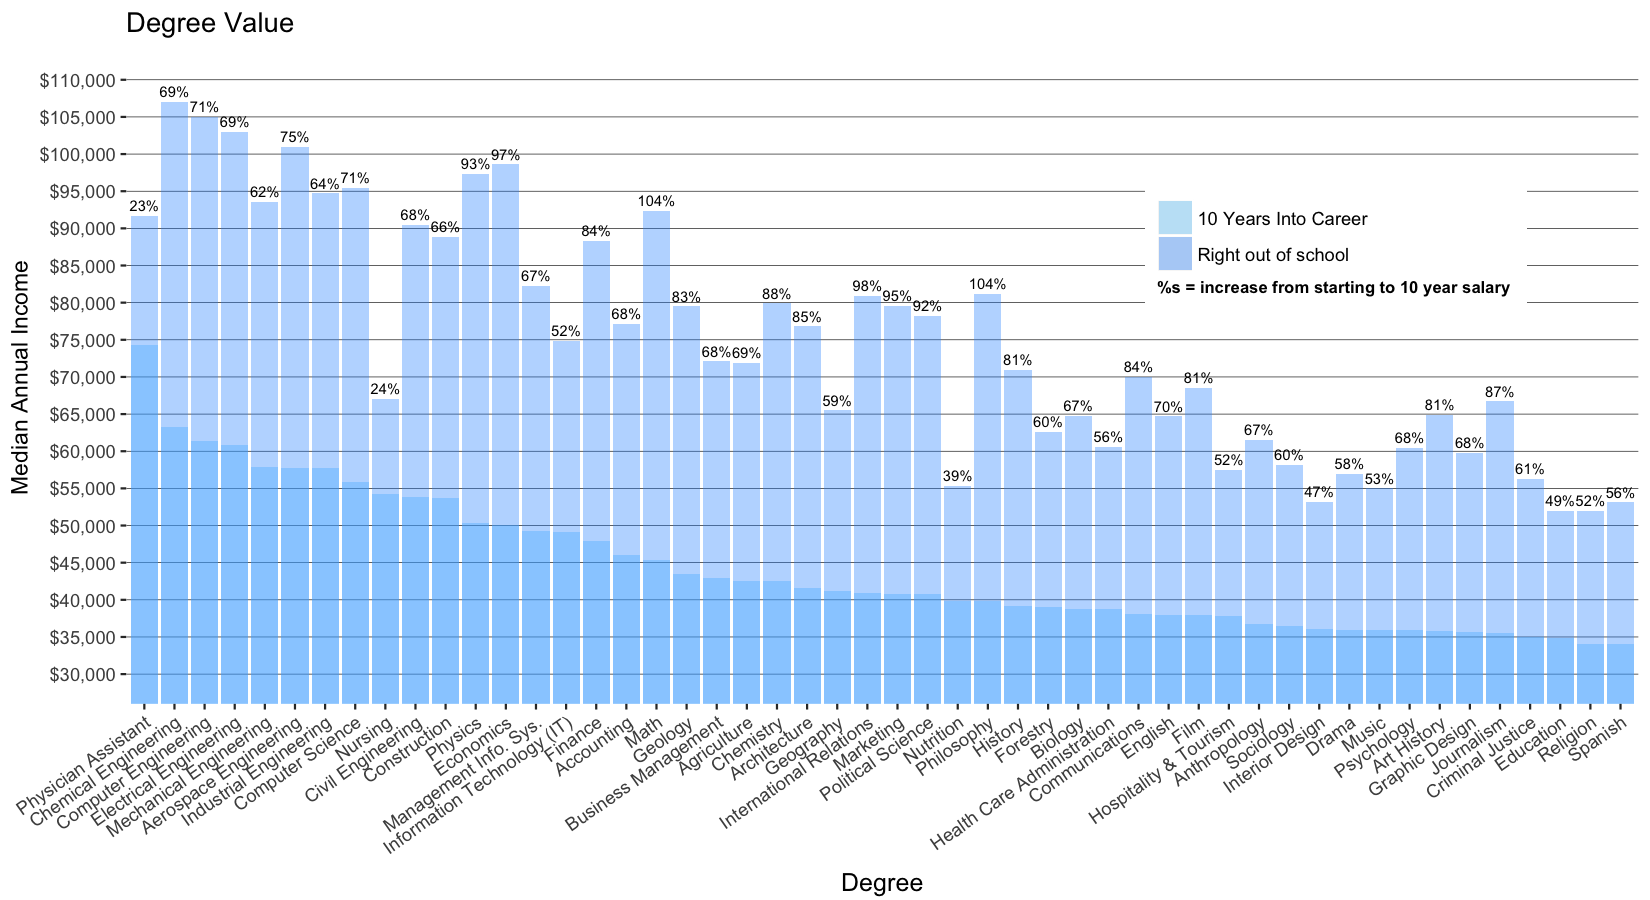 Degree Value
Median Annual Income
$110,000
$105,000
$100,000
$95,000
$90,000
$85,000
$80,000
$75,000
$70,000
$65,000
$60,000
$55,000
$50,000
$45,000
$40,000
$35,000
$30,000
23%
69%
71%
69%
62%
75%
64%
71%
24%
68%
66%
93%
97%
67%
52%
84%
68%
104%
83%
68%
69%
88%
85%
59%
98%
95%
92%
39%
104%
81%
60%
67%
56%
84%
70%
81%
52%
67%
60%
47%
58%
53%
68%
81%
68%
87%
61%
49%
52%
56%
10 Years Into Career
Right out of school
%s = increase from starting to 10 year salary
Physician Assistant
Chemical Engineering
Computer Engineering
Electrical Engineering
Mechanical Engineering
Aerospace Engineering
Industrial Engineering
Computer Science
Nursing
Civil Engineering
Construction
Physics
Economics
Management Info. Sys.
Information Technology (IT)
Finance
Accounting
Math
Geology
Business Management
Agriculture
Chemistry
Architecture
Geography
International Relations
Marketing
Political Science
Nutrition
Philosophy
History
Forestry
Biology
Health Care Administration
Communications
English
Film
Hospitality & Tourism
Anthropology
Sociology
Interior Design
Drama
Music
Psychology
Art History
Graphic Design
Journalism
Criminal Justice
Education
Religion
Spanish
Degree